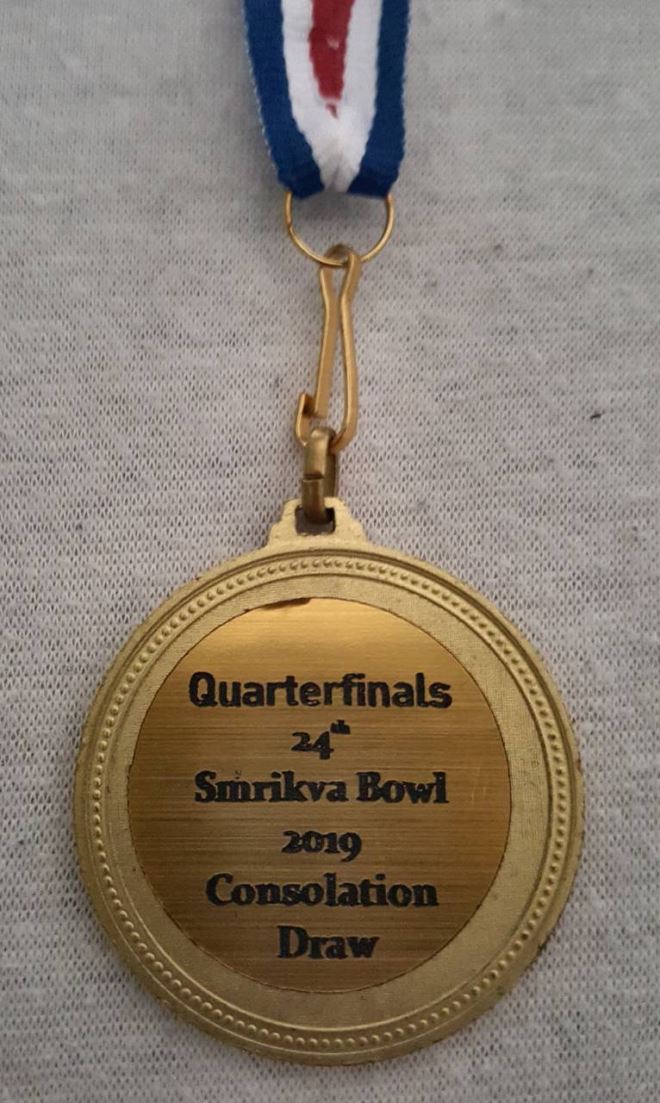 Quarterfinals
24th
Smrikva Bowl
2019
Consolation
Draw